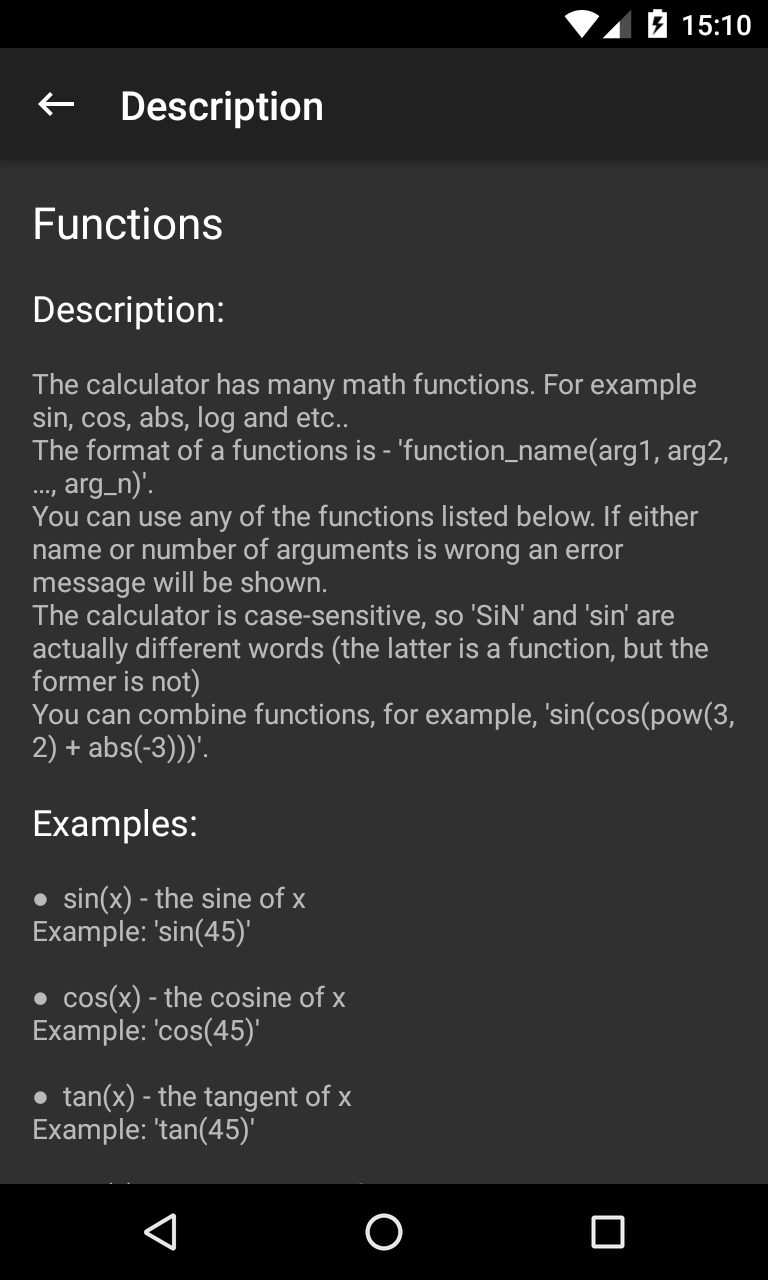 15:10
Description
Functions
Description:
The calculator has many math functions. For example
sin, cos, abs, log and etc..
The format of a functions is - 'function_name(arg1, arg2,
…, arg_n)'.
You can use any of the functions listed below. If either
name or number of arguments is wrong an error
message will be shown.
The calculator is case-sensitive, so 'SiN' and 'sin' are
actually different words (the latter is a function, but the
former is not)
You can combine functions, for example, 'sin(cos(pow(3,
2) + abs(-3)))'.
Examples:
● sin(x) - the sine of x
Example: 'sin(45)'
● cos(x) - the cosine of x
Example: 'cos(45)'
● tan(x) - the tangent of x
Example: 'tan(45)'